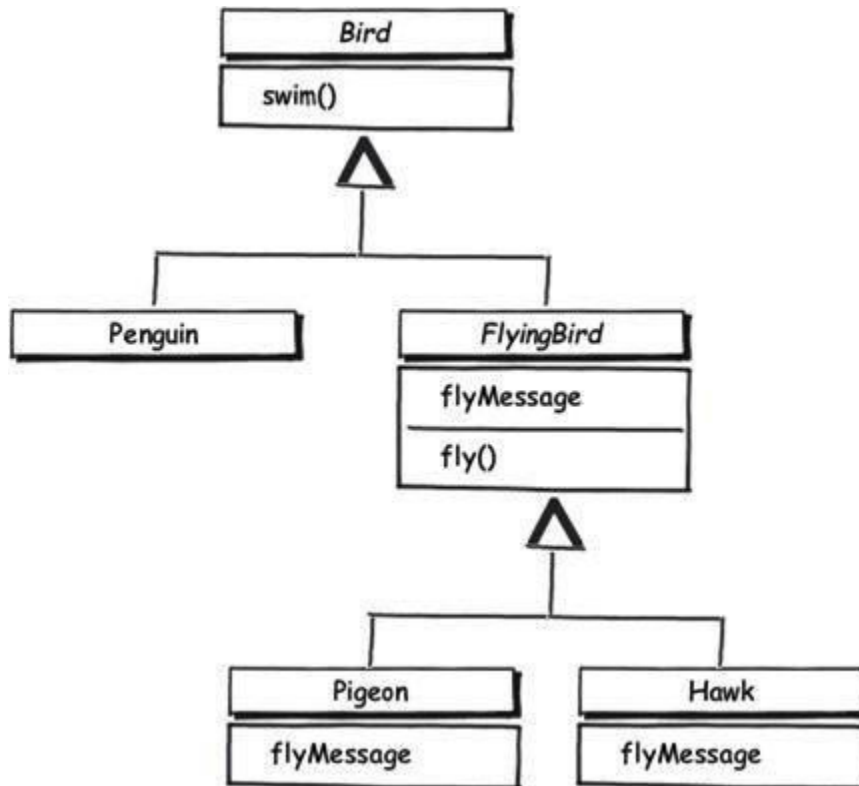 Bird
swim()
Penguin
FlyingBird
flyMessage
fly()
Pigeon
Hawk
flyMessage
flyMessage